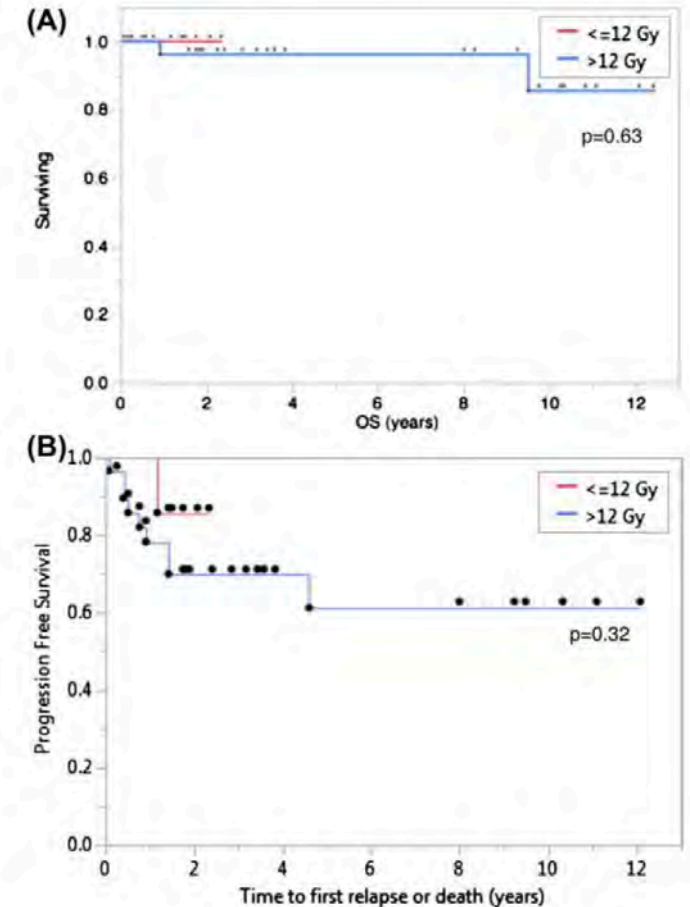 (A)
1.0
0.8
0.6
0.4
0.2
0 0
Surviving
<=12 Gy
>12 Gy
p=0.63
0 2 4 6 8 10 12
OS (years)
(B)
1.0
0.8
0.6
0.4
0.2
0.0
Progression Free Survival
<=12 Gy
>12 Gy
p=0.32
0 2 4 6 8 10 12
Time to first relapse or death (years)